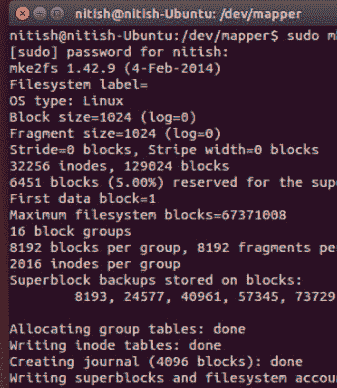 nitish@nitish-Ubuntu: /dev/mapper
nitish@nitish-Ubuntu:/dev/mapper$ sudo
[sudo] password for nitish:
mke2fs 1.42.9 (4-Feb-2014)
Filesystem label=
OS type: Linux
Block size=1024 (log=0)
Fragment size=1024 (log=0)
Stride=0 blocks, Stripe width=0 blocks
32256 inodes, 129024 blocks
6451 blocks (5.00%) reserved for the
First data block=1
Maximum filesystem blocks=67371008
16 block groups
8192 blocks per group, 8192 fragments
2016 inodes per group
Superblock backups stored on blocks:
8193, 24577, 40961, 57345, 73729
Allocating group tables: done
Writing inode tables: done
Creating journal (4096 blocks): done
Writing superblocks and filesystem